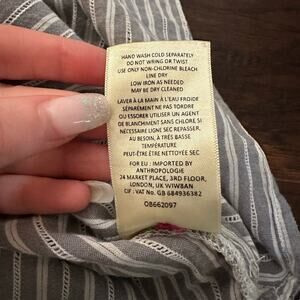 HAND WASH COLD SEPARATELY
DO NOT WRING OR TWIST
USE ONLY NON-CHLORINE BLEACH
LINE DRY
LOW IRON AS NEEDED
MAY BE DRY CLEANED
LAVER À LA MAIN À L'EAU FROIDE
SÉPARÉMENT NE PAS TORDRE
OU ESSORER UTILISER UN AGENT
DE BLANCHIMENT SANS CHLORE SI
NÉCESSAIRE LIGNE SEC REPASSER,
AU BESOIN, À TRÈS BASSE
TEMPÉRATURE
PEUT-ÊTRE ÊTRE NETTOYÉE SEC
FOR EU: IMPORTED BY
ANTHROPOLOGIE
24 MARKET PLACE, 3RD FLOOR,
LONDON, UK W1W8AN
CIF: VAT No. GB 684936382
OB662097